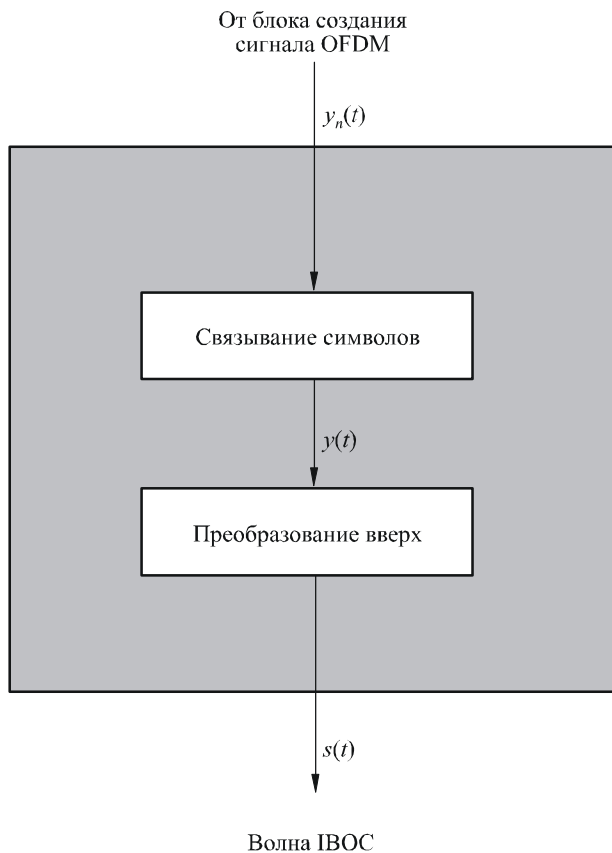 От блока создания
сигнала OFDM
yₙ(t)
Связывание символов
y(t)
Преобразование вверх
s(t)
Волна IBOC